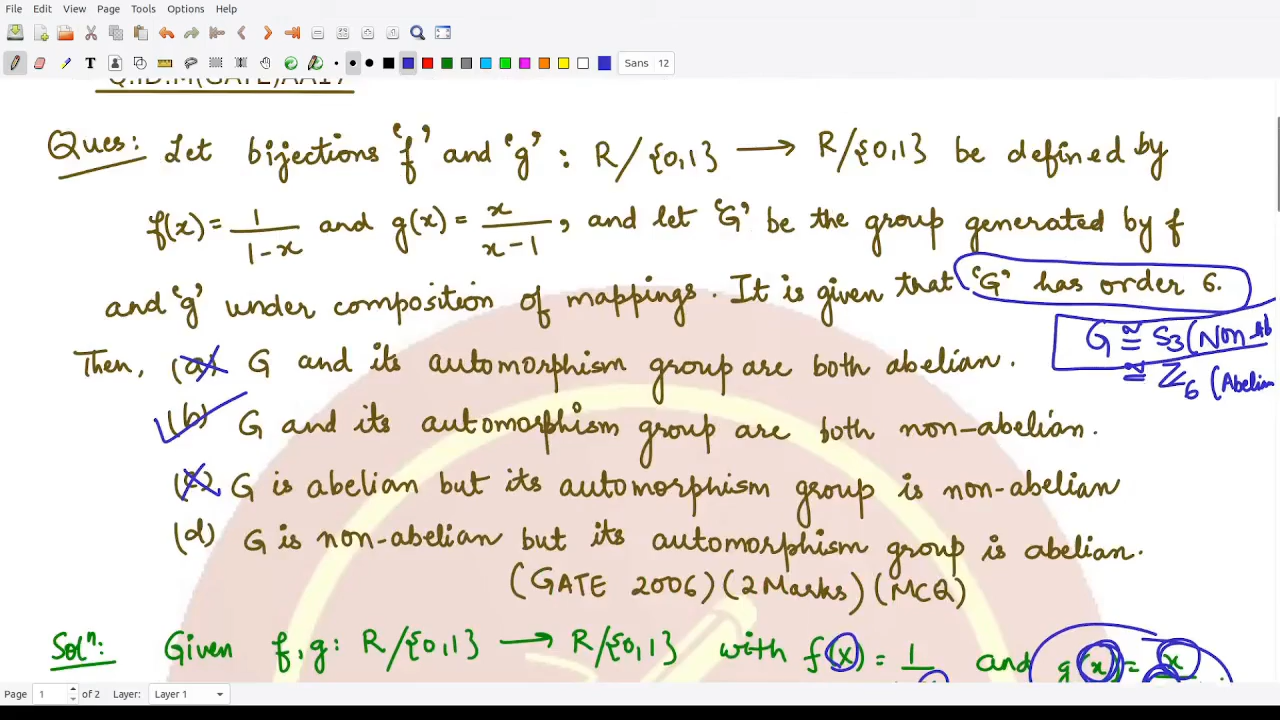 File Edit View Page Tools Options Help
Sans 12
Q.ID.M(GATE)AA17
Ques: Let bijections 'f' and 'g' : R/{0,1} → R/{0,1} be defined by
f(x) = 1/(1-x) and g(x) = x/(x-1), and let 'G' be the group generated by f
and 'g' under composition of mappings. It is given that 'G' has order 6.
G ≅ S3 (Non-Ab
≅ Z6 (Abelian
Then, (a) G and its automorphism group are both abelian.
(b) G and its automorphism group are both non-abelian.
(c) G is abelian but its automorphism group is non-abelian
(d) G is non-abelian but its automorphism group is abelian.
(GATE 2006) (2 Marks) (MCQ)
Solⁿ: Given f, g : R/{0,1} → R/{0,1} with f(x) = 1 and g(x) = x
Page 1 of 2 Layer: Layer 1